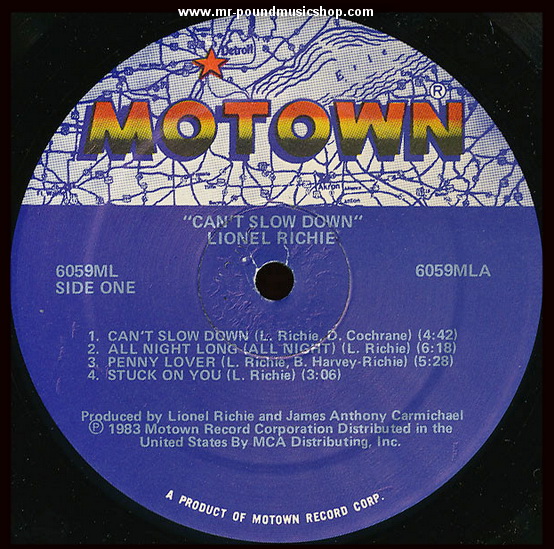 www.mr-poundmusicshop.com
Detroit
Erie
MOTOWN®
Akron
"CAN'T SLOW DOWN"
LIONEL RICHIE
6059ML
6059MLA
SIDE ONE
1. CAN'T SLOW DOWN (L. Richie, D. Cochrane) (4:42)
2. ALL NIGHT LONG (ALL NIGHT) (L. Richie) (6:18)
3. PENNY LOVER (L. Richie, B. Harvey-Richie) (5:28)
4. STUCK ON YOU (L. Richie) (3:06)
Produced by Lionel Richie and James Anthony Carmichael
℗ 1983 Motown Record Corporation Distributed in the
United States By MCA Distributing, Inc.
A PRODUCT OF MOTOWN RECORD CORP.